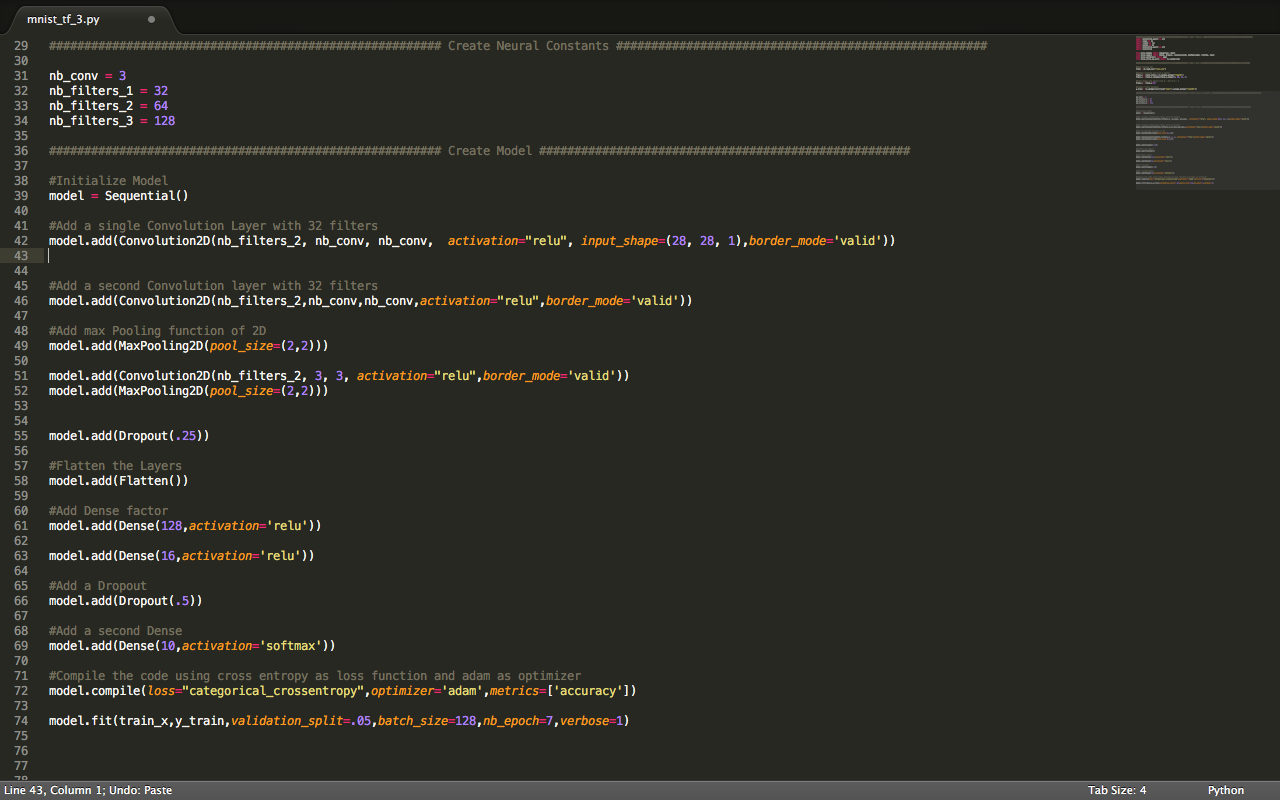 mnist_tf_3.py
29 ######################################################## Create Neural Constants #####################################################
30
31 nb_conv = 3
32 nb_filters_1 = 32
33 nb_filters_2 = 64
34 nb_filters_3 = 128
35
36 ######################################################## Create Model #####################################################
37
38 #Initialize Model
39 model = Sequential()
40
41 #Add a single Convolution Layer with 32 filters
42 model.add(Convolution2D(nb_filters_2, nb_conv, nb_conv,  activation="relu", input_shape=(28, 28, 1),border_mode='valid'))
43
44
45 #Add a second Convolution layer with 32 filters
46 model.add(Convolution2D(nb_filters_2,nb_conv,nb_conv,activation="relu",border_mode='valid'))
47
48 #Add max Pooling function of 2D
49 model.add(MaxPooling2D(pool_size=(2,2)))
50
51 model.add(Convolution2D(nb_filters_2, 3, 3, activation="relu",border_mode='valid'))
52 model.add(MaxPooling2D(pool_size=(2,2)))
53
54
55 model.add(Dropout(.25))
56
57 #Flatten the Layers
58 model.add(Flatten())
59
60 #Add Dense factor
61 model.add(Dense(128,activation='relu'))
62
63 model.add(Dense(16,activation='relu'))
64
65 #Add a Dropout
66 model.add(Dropout(.5))
67
68 #Add a second Dense
69 model.add(Dense(10,activation='softmax'))
70
71 #Compile the code using cross entropy as loss function and adam as optimizer
72 model.compile(loss="categorical_crossentropy",optimizer='adam',metrics=['accuracy'])
73
74 model.fit(train_x,y_train,validation_split=.05,batch_size=128,nb_epoch=7,verbose=1)
75
76
77
78
Line 43, Column 1; Undo: Paste Tab Size: 4 Python